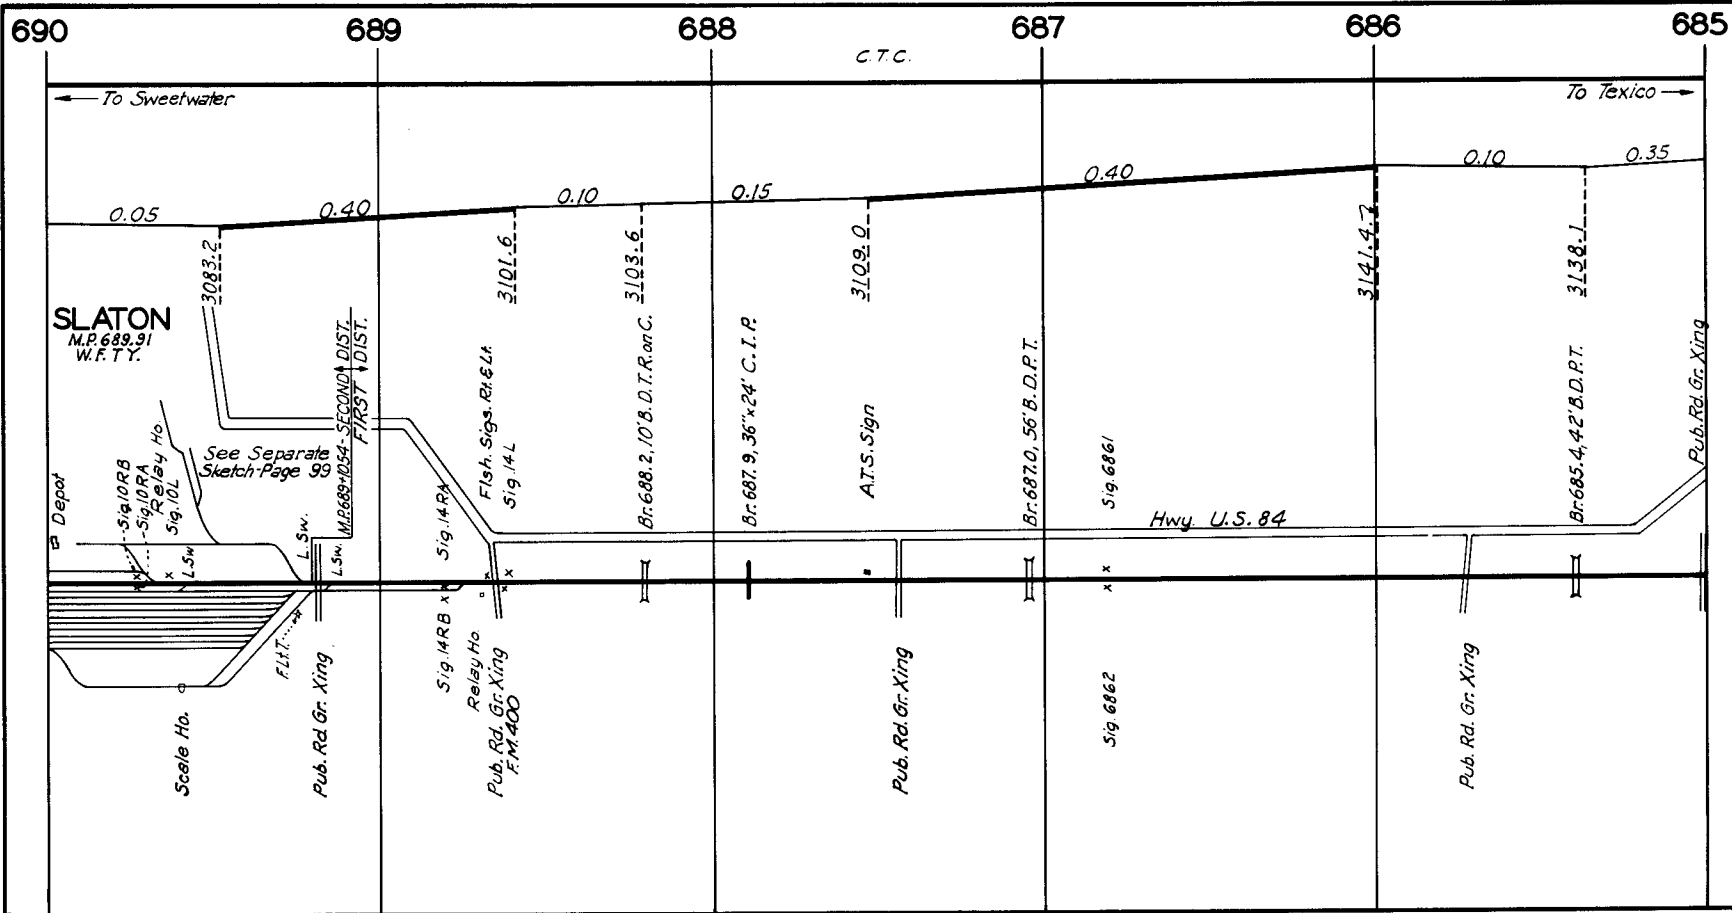 690 689 688 687 686 685
C.T.C.
To Sweetwater
To Texico
0.05
0.40
0.10
0.15
0.40
0.10
0.35
3083.2
3101.6
3103.6
3109.0
3141.4
3138.1
SLATON
M.P. 689.91
W.F.T.Y.
See Separate
Sketch-Page 99
M.P.689+1054-SECOND DIST.
FIRST DIST.
Depot
Sig.10RB
Sig.10RA
Relay Ho.
Sig.10L
L.Sw
L.Sw.
L.Sw.
Sig.14RA
Flsh. Sigs. Rt. & Lt.
Sig.14L
Br.688.2, 10'B.D.T.R.onC.
Br.687.9, 36"x24' C.I.P.
A.T.S. Sign
Br.687.0, 56'B.D.P.T.
Sig.6861
Hwy. U.S. 84
Br.685.4, 42'B.D.P.T.
Pub.Rd.Gr.Xing
Scale Ho.
F.Lt.T.
Pub. Rd. Gr. Xing
Sig.14RB
Relay Ho.
Pub. Rd. Gr. Xing
F.M.400
Pub. Rd. Gr. Xing
Sig.6862
Pub. Rd. Gr. Xing